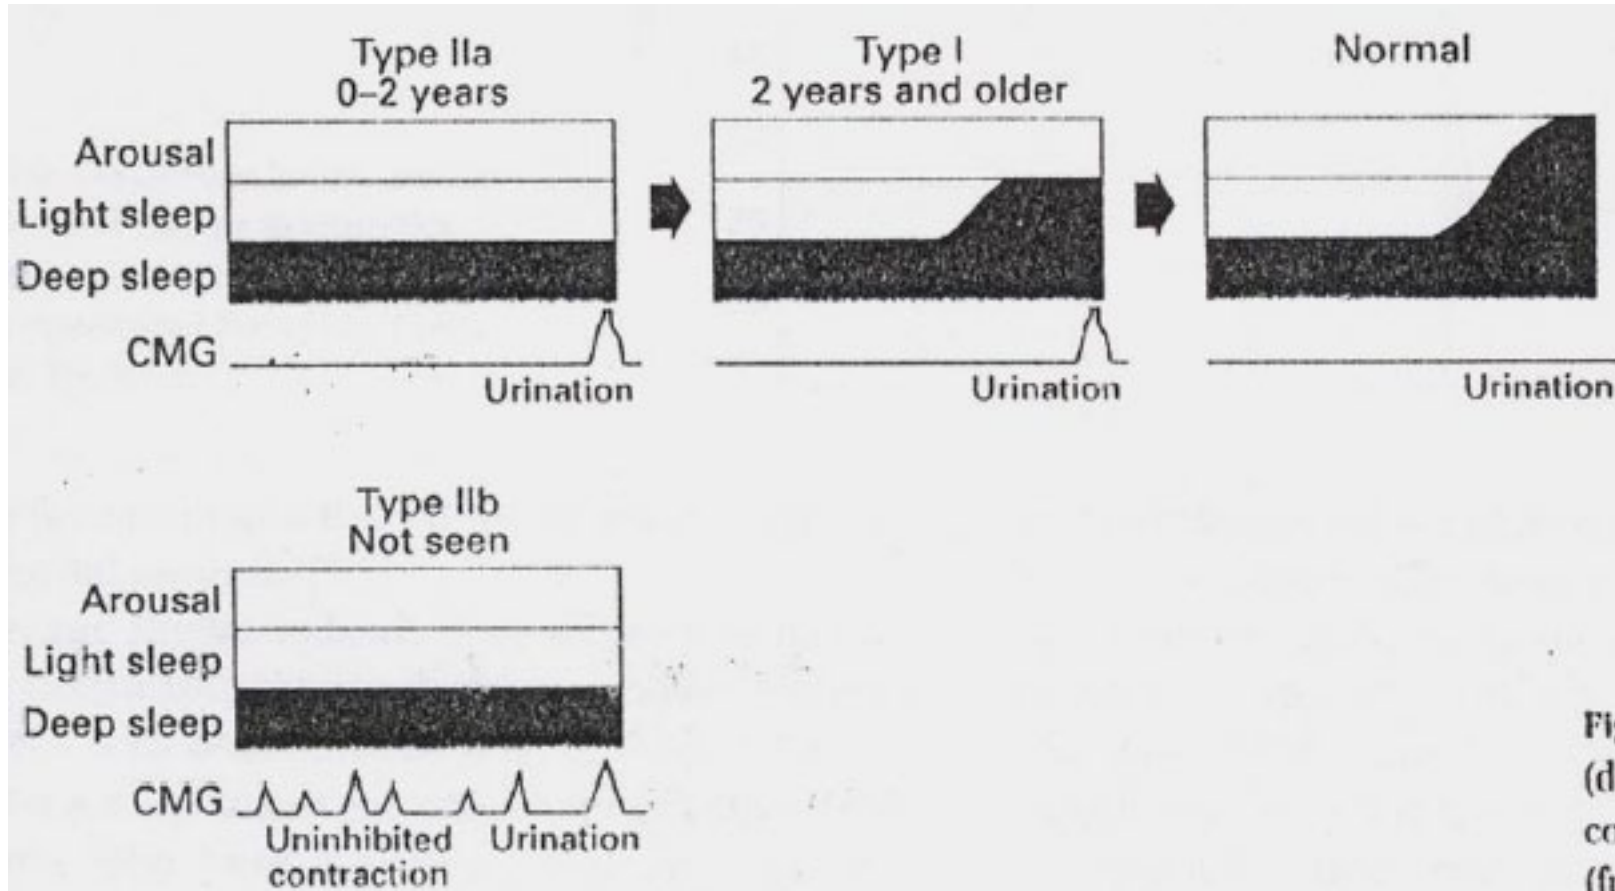 Type IIa
0–2 years
Type I
2 years and older
Normal
Arousal
Light sleep
Deep sleep
CMG
Urination
Urination
Urination
Type IIb
Not seen
Arousal
Light sleep
Deep sleep
CMG
Uninhibited
contraction
Urination